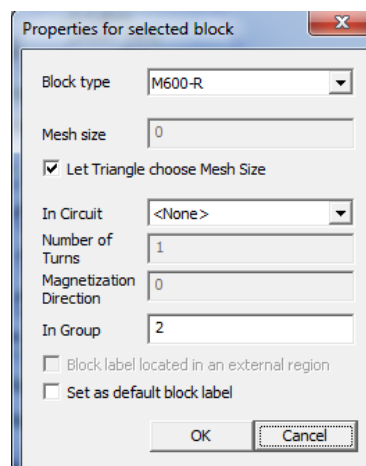 Properties for selected block
Block type M600-R
Mesh size 0
Let Triangle choose Mesh Size
In Circuit <None>
Number of
Turns 1
Magnetization
Direction 0
In Group 2
Block label located in an external region
Set as default block label
OK Cancel